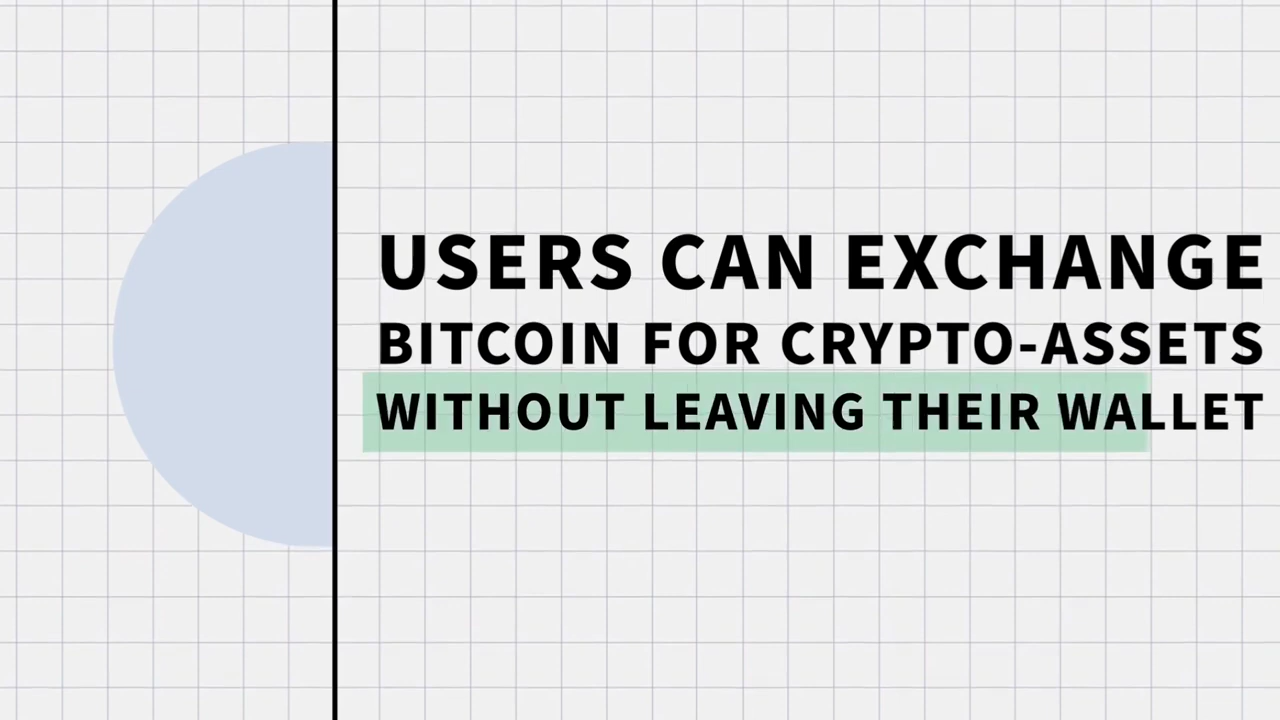 USERS CAN EXCHANGE
BITCOIN FOR CRYPTO-ASSETS
WITHOUT LEAVING THEIR WALLET